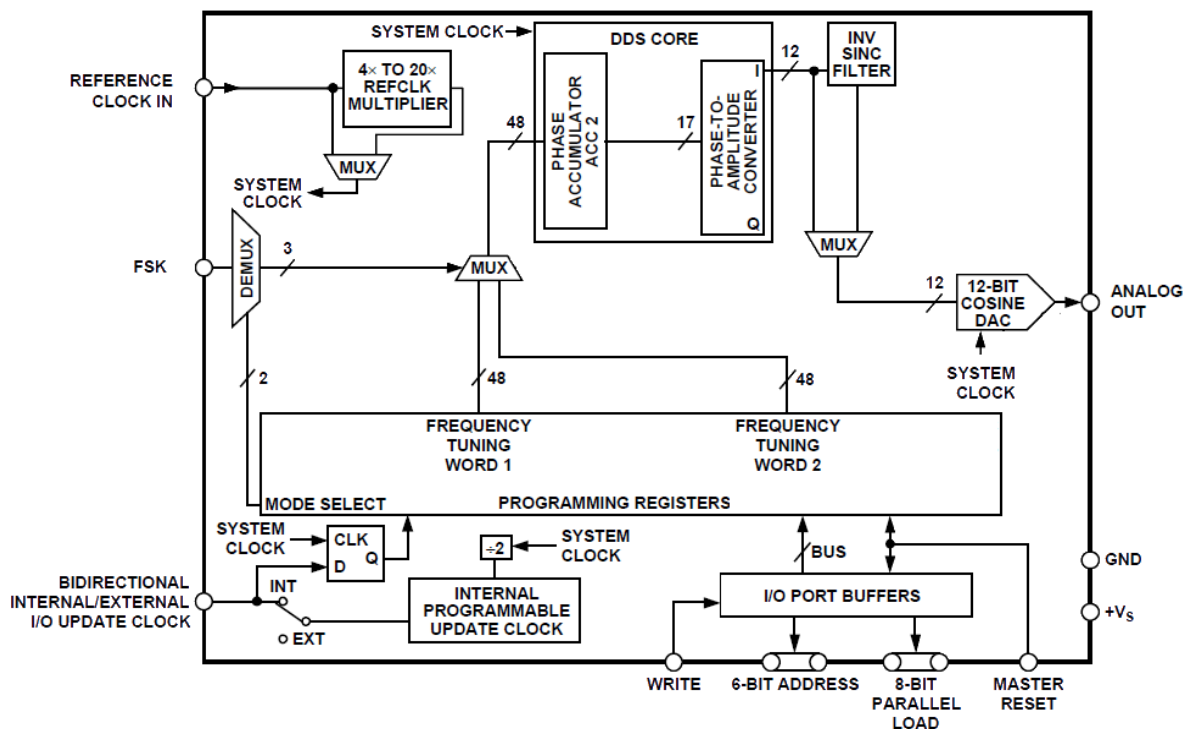 SYSTEM CLOCK
DDS CORE
12
INV
SINC
FILTER
REFERENCE
CLOCK IN
4× TO 20×
REFCLK
MULTIPLIER
MUX
SYSTEM
CLOCK
48
PHASE
ACCUMULATOR
ACC 2
17
PHASE-TO-
AMPLITUDE
CONVERTER
I
Q
MUX
FSK
DEMUX
3
MUX
12
12-BIT
COSINE
DAC
ANALOG
OUT
SYSTEM
CLOCK
2
48
48
FREQUENCY
TUNING
WORD 1
FREQUENCY
TUNING
WORD 2
MODE SELECT
PROGRAMMING REGISTERS
SYSTEM
CLOCK
CLK
D
Q
÷2
SYSTEM
CLOCK
BUS
BIDIRECTIONAL
INTERNAL/EXTERNAL
I/O UPDATE CLOCK
INT
EXT
INTERNAL
PROGRAMMABLE
UPDATE CLOCK
I/O PORT BUFFERS
GND
+VS
WRITE
6-BIT ADDRESS
8-BIT
PARALLEL
LOAD
MASTER
RESET